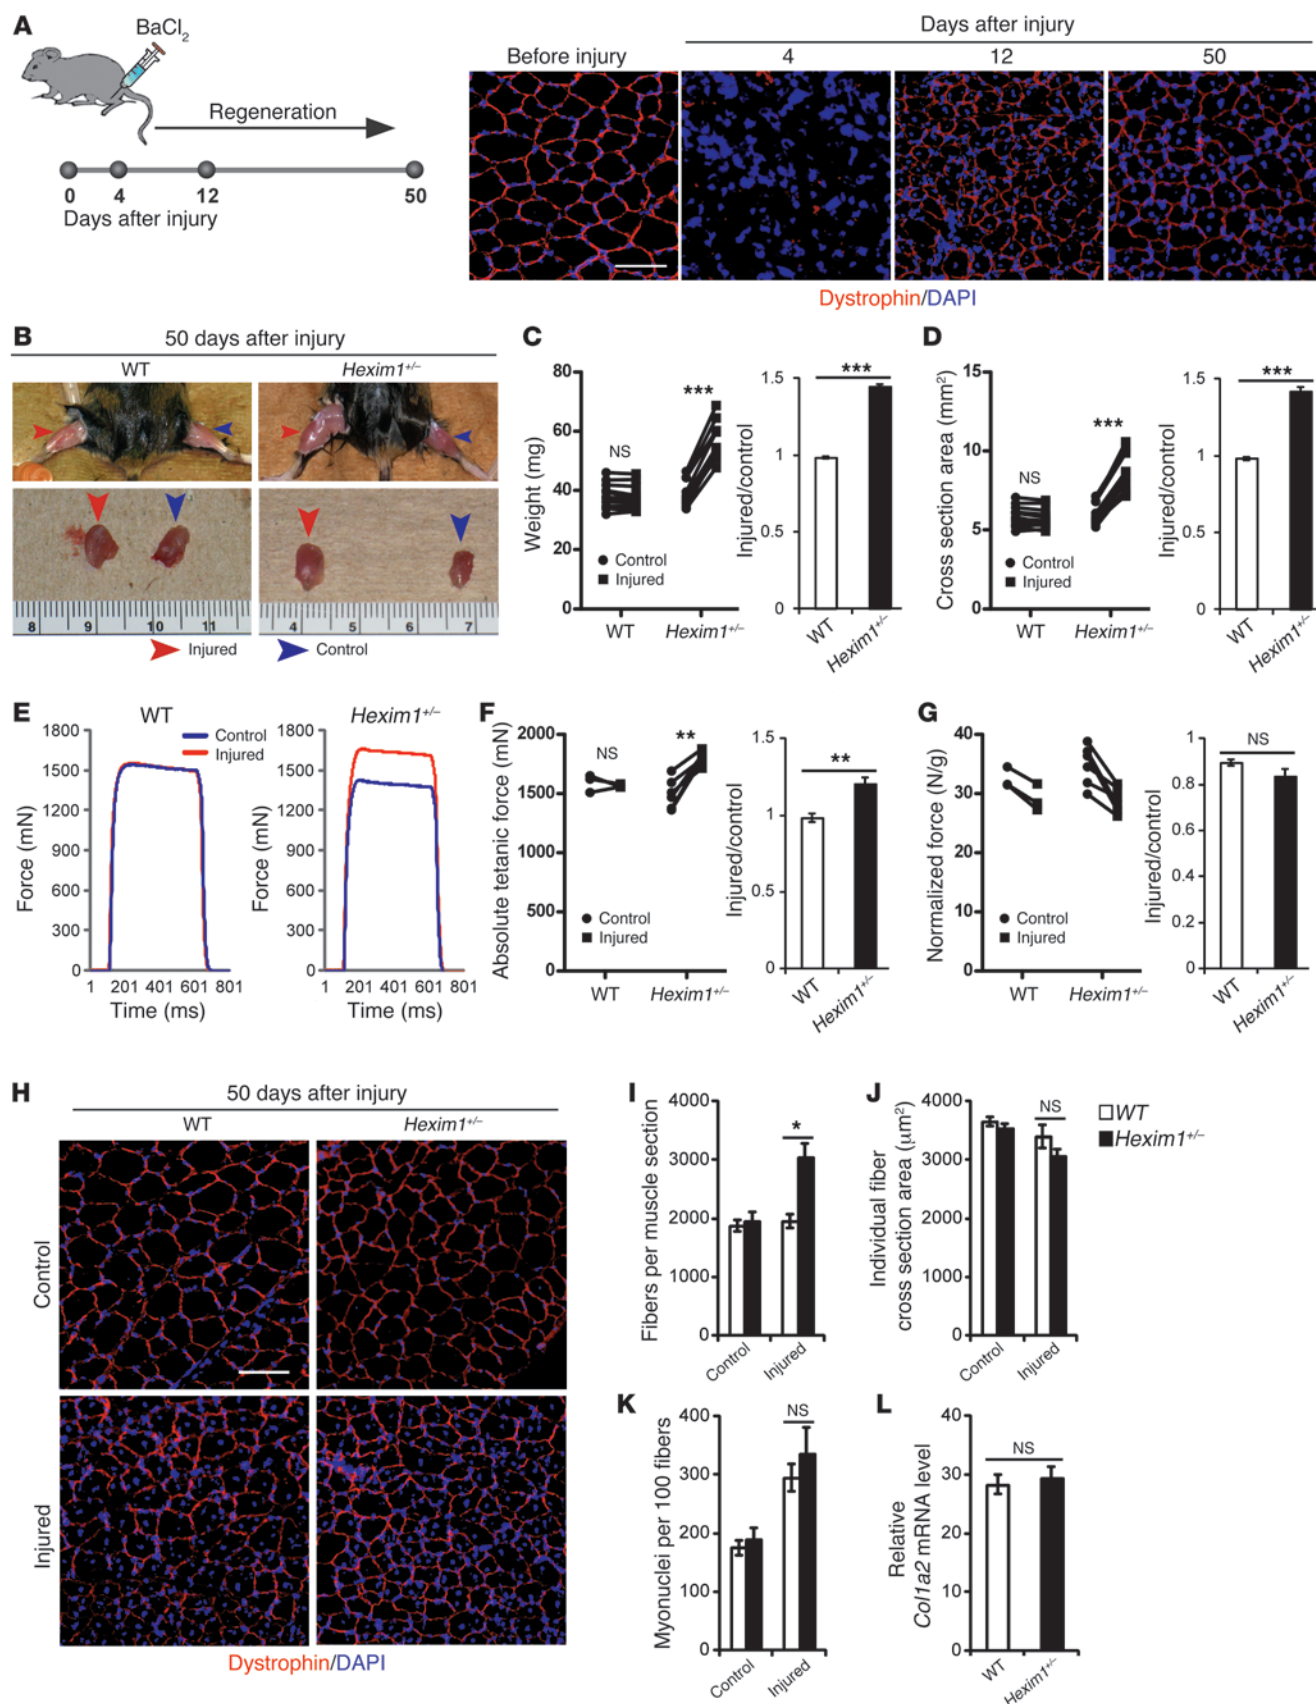 A
BaCl2
Regeneration
0 4 12 50
Days after injury
Days after injury
Before injury 4 12 50
Dystrophin/DAPI
B
50 days after injury
WT Hexim1+/–
8 9 10 11
4 5 6 7
Injured Control
C
Weight (mg)
80
60
40
20
0
NS
***
Control
Injured
WT Hexim1+/–
Injured/control
1.5
1
0.5
0
***
WT Hexim1+/–
D
Cross section area (mm2)
15
10
5
0
NS
***
Control
Injured
WT Hexim1+/–
Injured/control
1.5
1
0.5
0
***
WT Hexim1+/–
E
WT
Force (mN)
1800
1500
1200
900
600
300
0
Control
Injured
1 201 401 601 801
Time (ms)
Hexim1+/–
Force (mN)
1800
1500
1200
900
600
300
0
1 201 401 601 801
Time (ms)
F
Absolute tetanic force (mN)
2000
1500
1000
500
0
NS
**
Control
Injured
WT Hexim1+/–
Injured/control
1.5
1
0.5
0
**
WT Hexim1+/–
G
Normalized force (N/g)
40
30
20
10
0
Control
Injured
WT Hexim1+/–
Injured/control
1
0.8
0.6
0.4
0.2
0
NS
WT Hexim1+/–
H
50 days after injury
WT Hexim1+/–
Control
Injured
Dystrophin/DAPI
I
Fibers per muscle section
4000
3000
2000
1000
0
*
Control Injured
J
Individual fiber
cross section area (µm2)
4000
3000
2000
1000
0
NS
Control Injured
WT
Hexim1+/–
K
Myonuclei per 100 fibers
400
300
200
100
0
NS
Control Injured
L
Relative
Col1a2 mRNA level
40
30
20
10
0
NS
WT Hexim1+/–